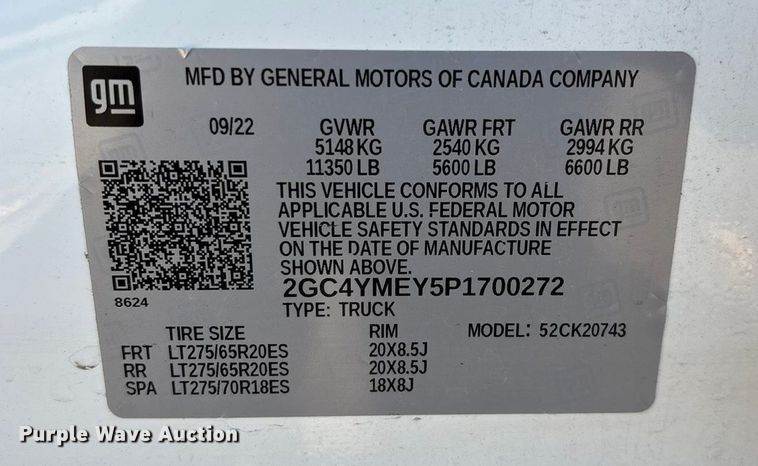 gm
MFD BY GENERAL MOTORS OF CANADA COMPANY
09/22 GVWR GAWR FRT GAWR RR
5148 KG 2540 KG 2994 KG
11350 LB 5600 LB 6600 LB
THIS VEHICLE CONFORMS TO ALL
APPLICABLE U.S. FEDERAL MOTOR
VEHICLE SAFETY STANDARDS IN EFFECT
ON THE DATE OF MANUFACTURE
SHOWN ABOVE.
2GC4YMEY5P1700272
8624
TYPE: TRUCK
TIRE SIZE RIM MODEL: 52CK20743
FRT LT275/65R20ES 20X8.5J
RR LT275/65R20ES 20X8.5J
SPA LT275/70R18ES 18X8J
Purple Wave Auction